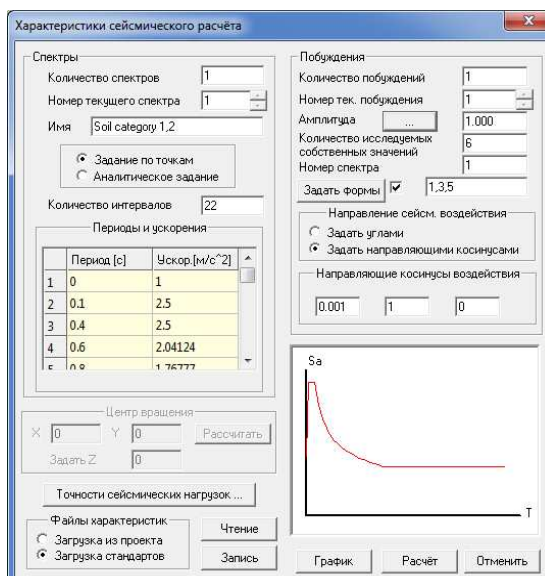 Характеристики сейсмического расчёта
Спектры
Количество спектров 1
Номер текущего спектра 1
Имя Soil category 1,2
Задание по точкам
Аналитическое задание
Количество интервалов 22
Периоды и ускорения
Период [с] Ускор.[м/с^2]
1 0 1
2 0.1 2.5
3 0.4 2.5
4 0.6 2.04124
5 0.8 1.76777
Центр вращения
X 0 Y 0 Рассчитать
Задать Z 0
Точности сейсмических нагрузок ...
Файлы характеристик
Загрузка из проекта
Загрузка стандартов
Чтение
Запись
Побуждения
Количество побуждений 1
Номер тек. побуждения 1
Амплитуда ... 1.000
Количество исследуемых
собственных значений 6
Номер спектра 1
Задать формы 1,3,5
Направление сейсм. воздействия
Задать углами
Задать направляющими косинусами
Направляющие косинусы воздействия
0.001 1 0
Sa
T
График Расчёт Отменить